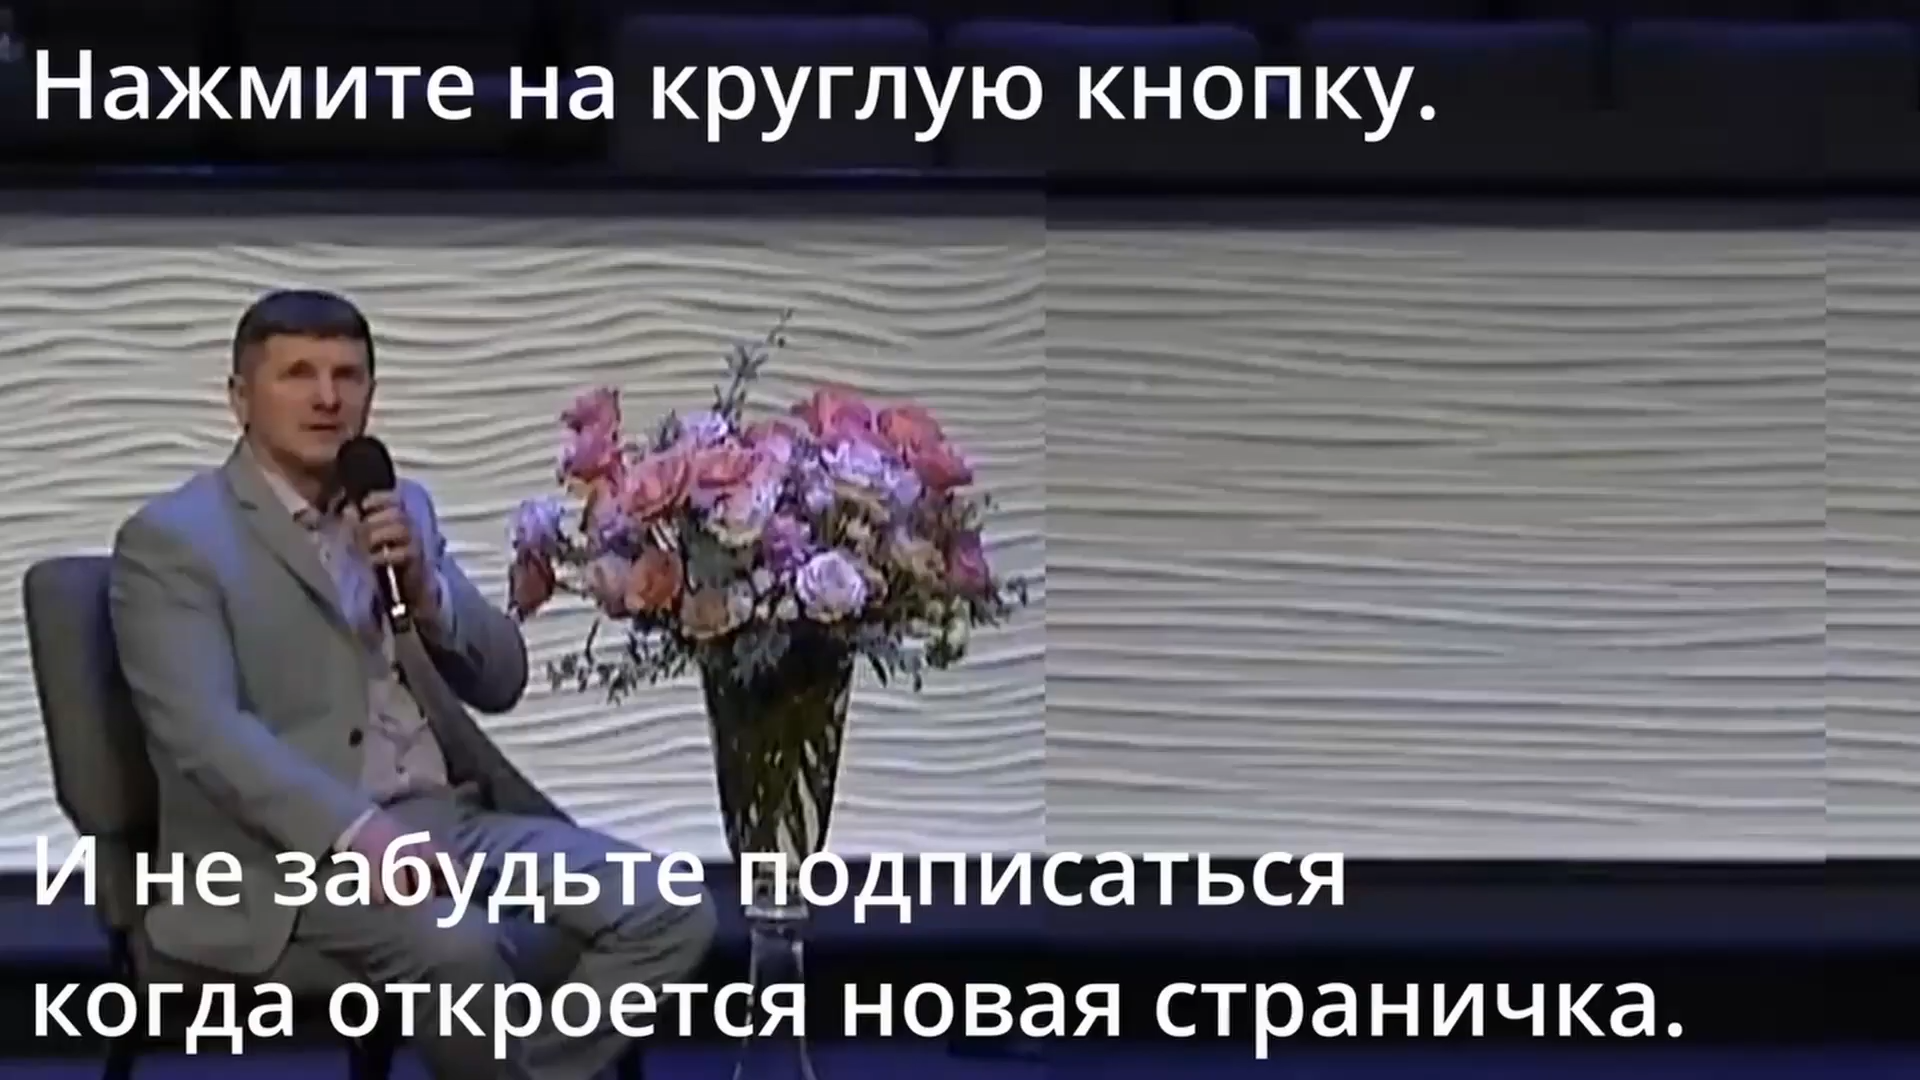 Нажмите на круглую кнопку.
И не забудьте подписаться
когда откроется новая страничка.